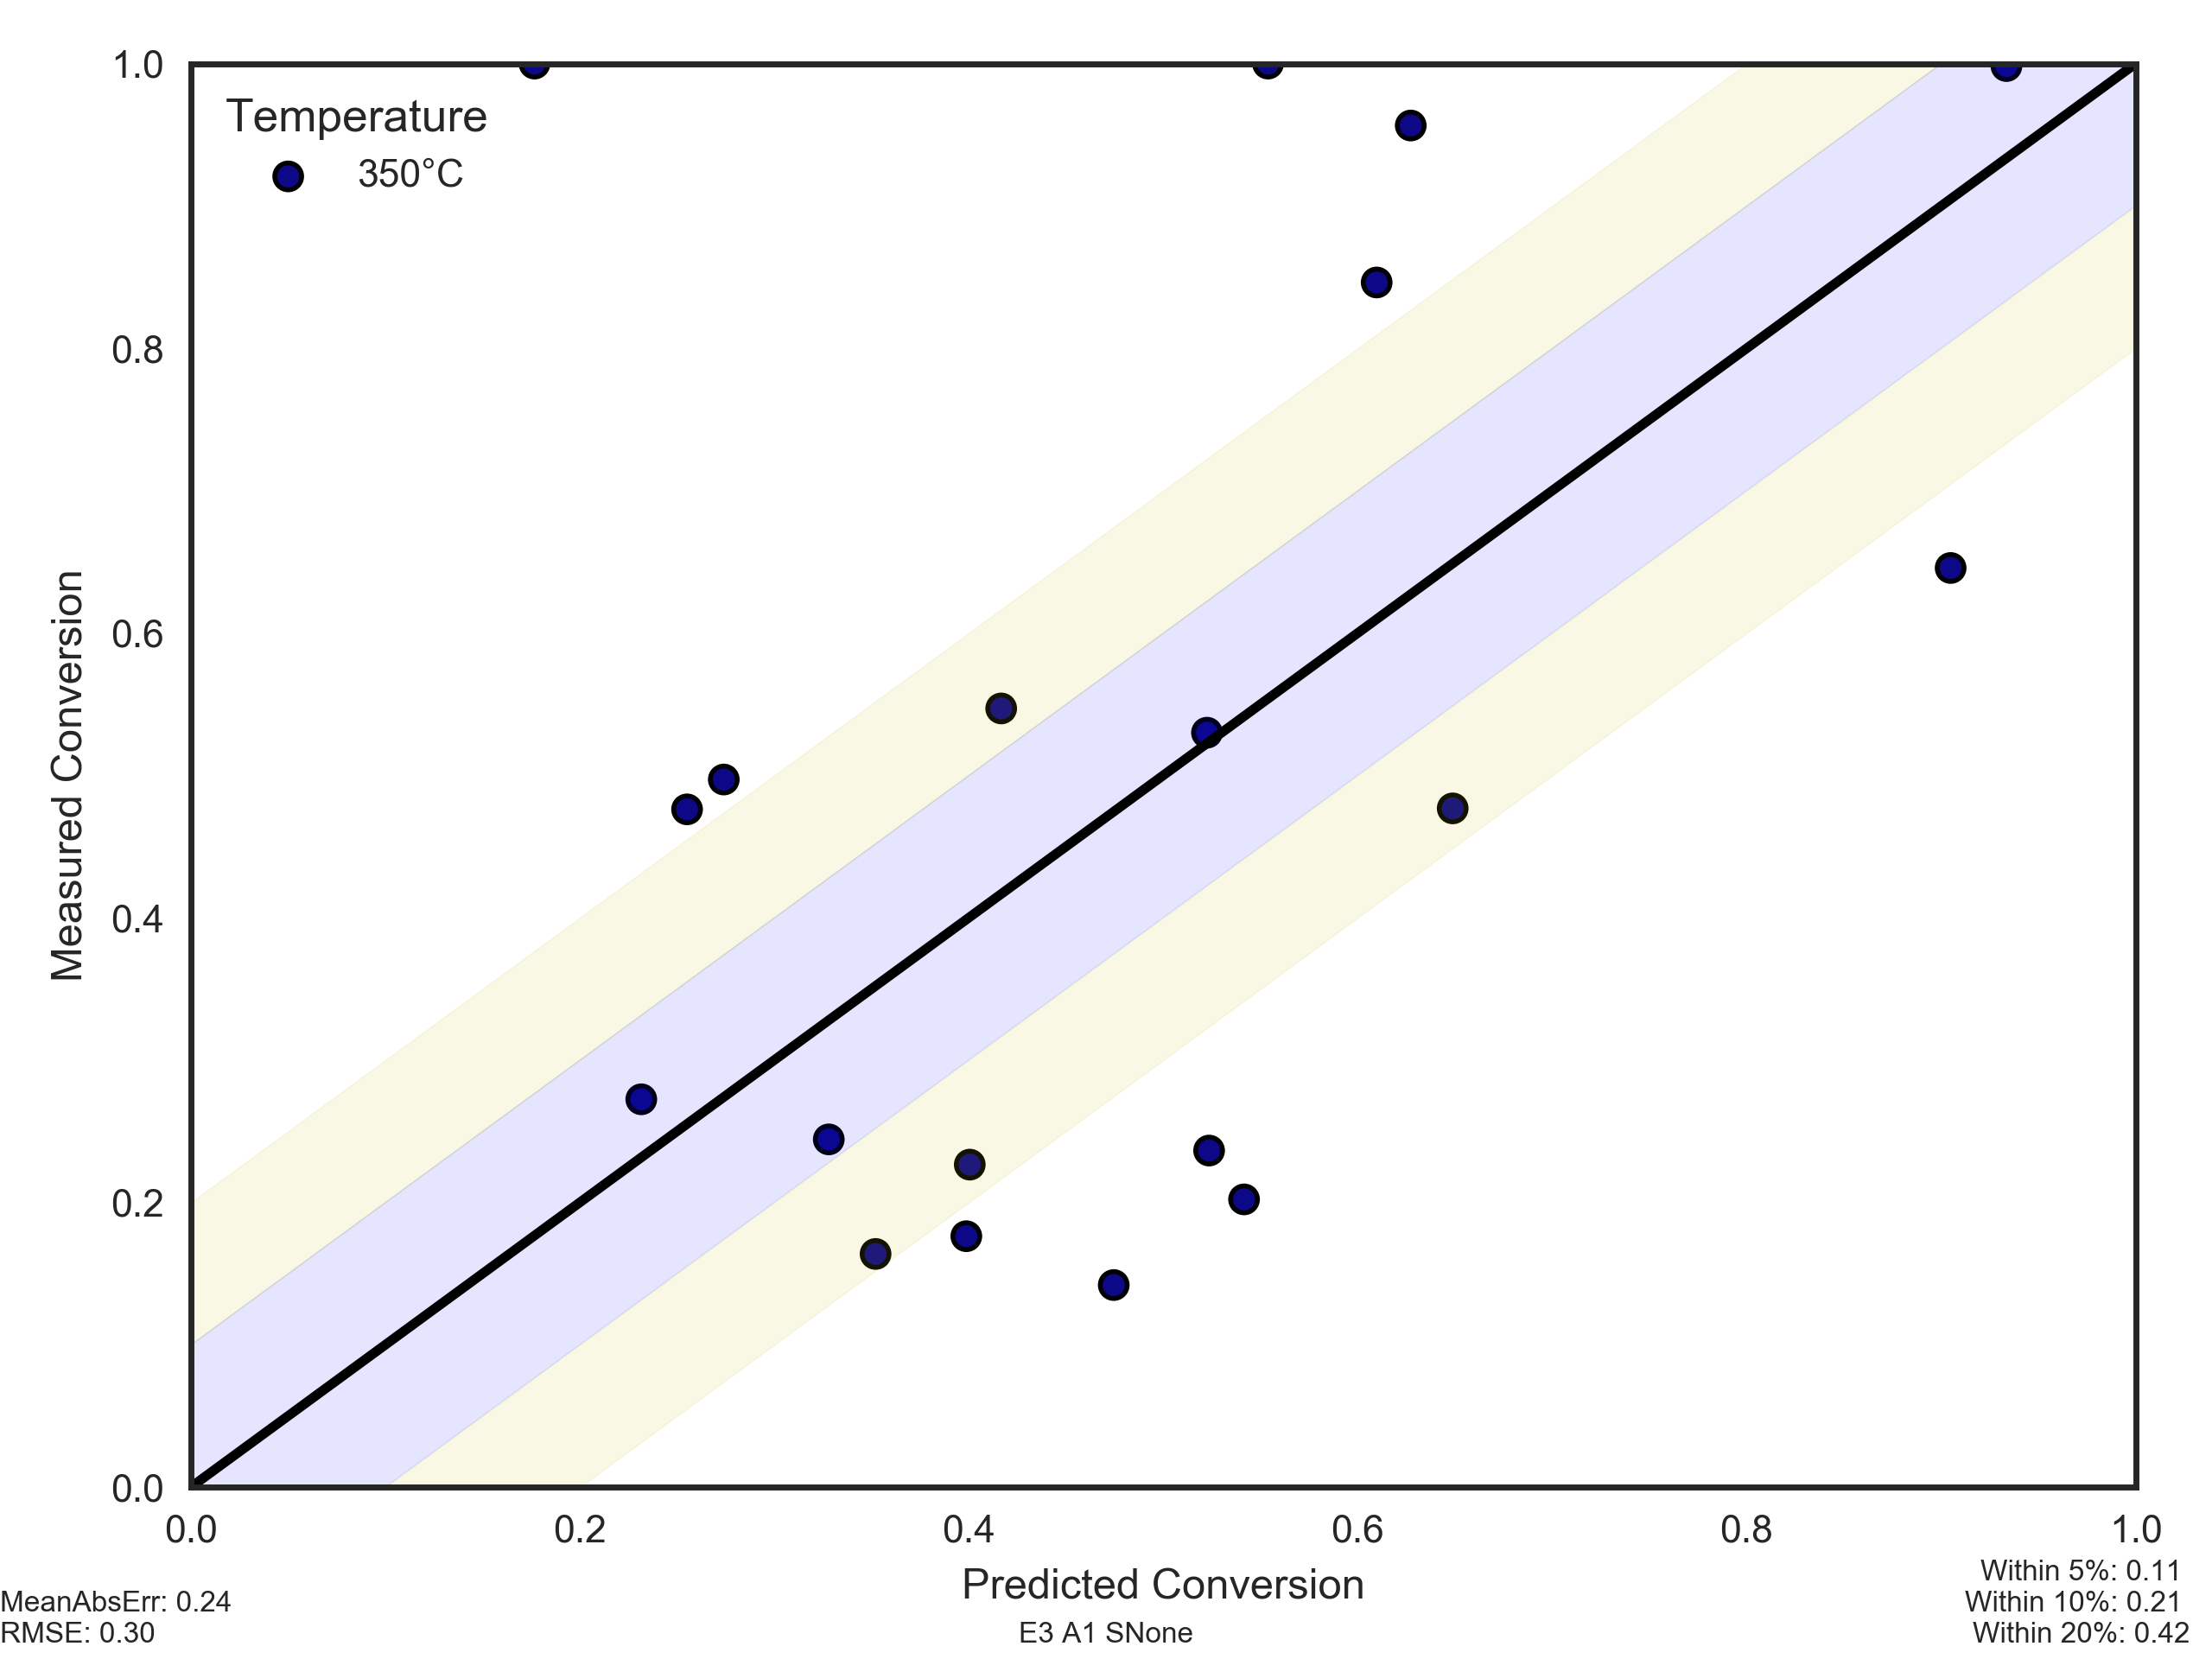 1.0
0.8
0.6
0.4
0.2
0.0
Measured Conversion
Temperature
350°C
0.0 0.2 0.4 0.6 0.8 1.0
Predicted Conversion
E3 A1 SNone
MeanAbsErr: 0.24
RMSE: 0.30
Within 5%: 0.11
Within 10%: 0.21
Within 20%: 0.42